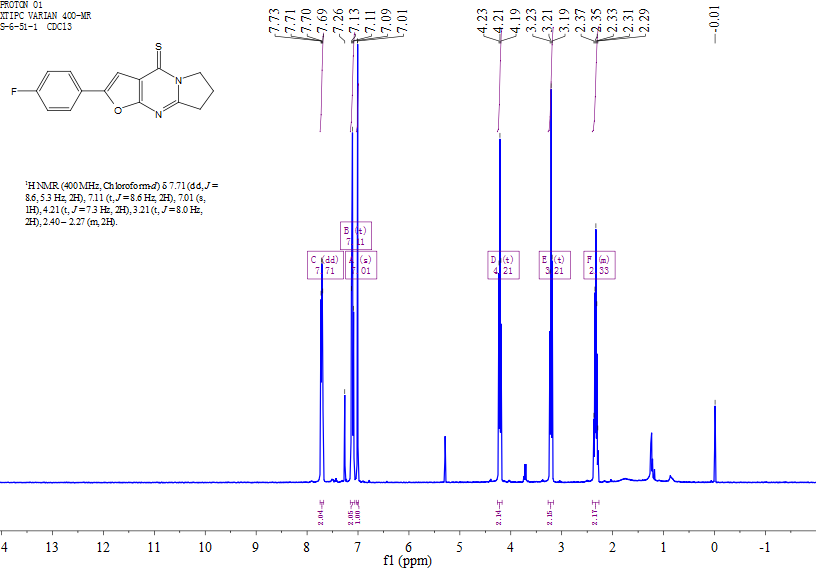 PROTON 01
XTIPC VARIAN 400-MR
S-6-51-1 CDCl3
7.73
7.71
7.70
7.69
7.26
7.13
7.11
7.09
7.01
4.23
4.21
4.19
3.23
3.21
3.19
2.37
2.35
2.33
2.31
2.29
-0.01
S
F
N
O
N
¹H NMR (400 MHz, Chloroform-d) δ 7.71 (dd, J =
8.6, 5.3 Hz, 2H), 7.11 (t, J = 8.6 Hz, 2H), 7.01 (s,
1H), 4.21 (t, J = 7.3 Hz, 2H), 3.21 (t, J = 8.0 Hz,
2H), 2.40 – 2.27 (m, 2H).
B (t)
7.11
C (dd)
7.71
A (s)
7.01
D (t)
4.21
E (t)
3.21
F (m)
2.33
2.04
2.05
1.00
2.14
2.15
2.17
4 13 12 11 10 9 8 7 6 5 4 3 2 1 0 -1
f1 (ppm)